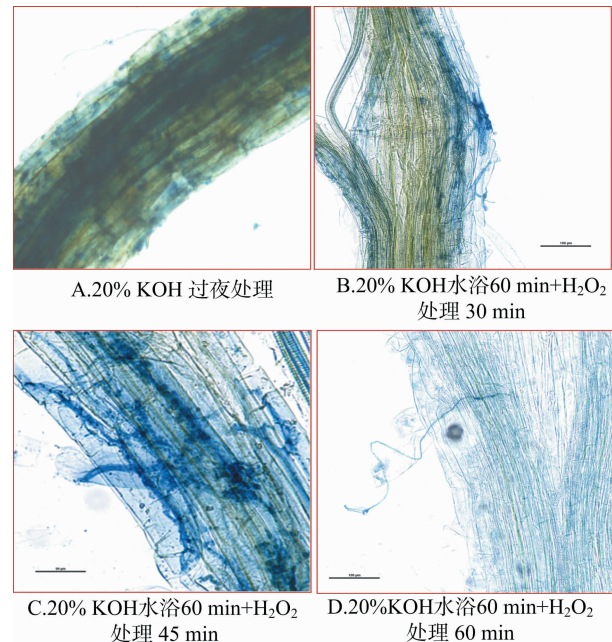 A.20% KOH 过夜处理
B.20% KOH水浴60 min+H₂O₂
处理 30 min
C.20% KOH水浴60 min+H₂O₂
处理 45 min
D.20%KOH水浴60 min+H₂O₂
处理 60 min